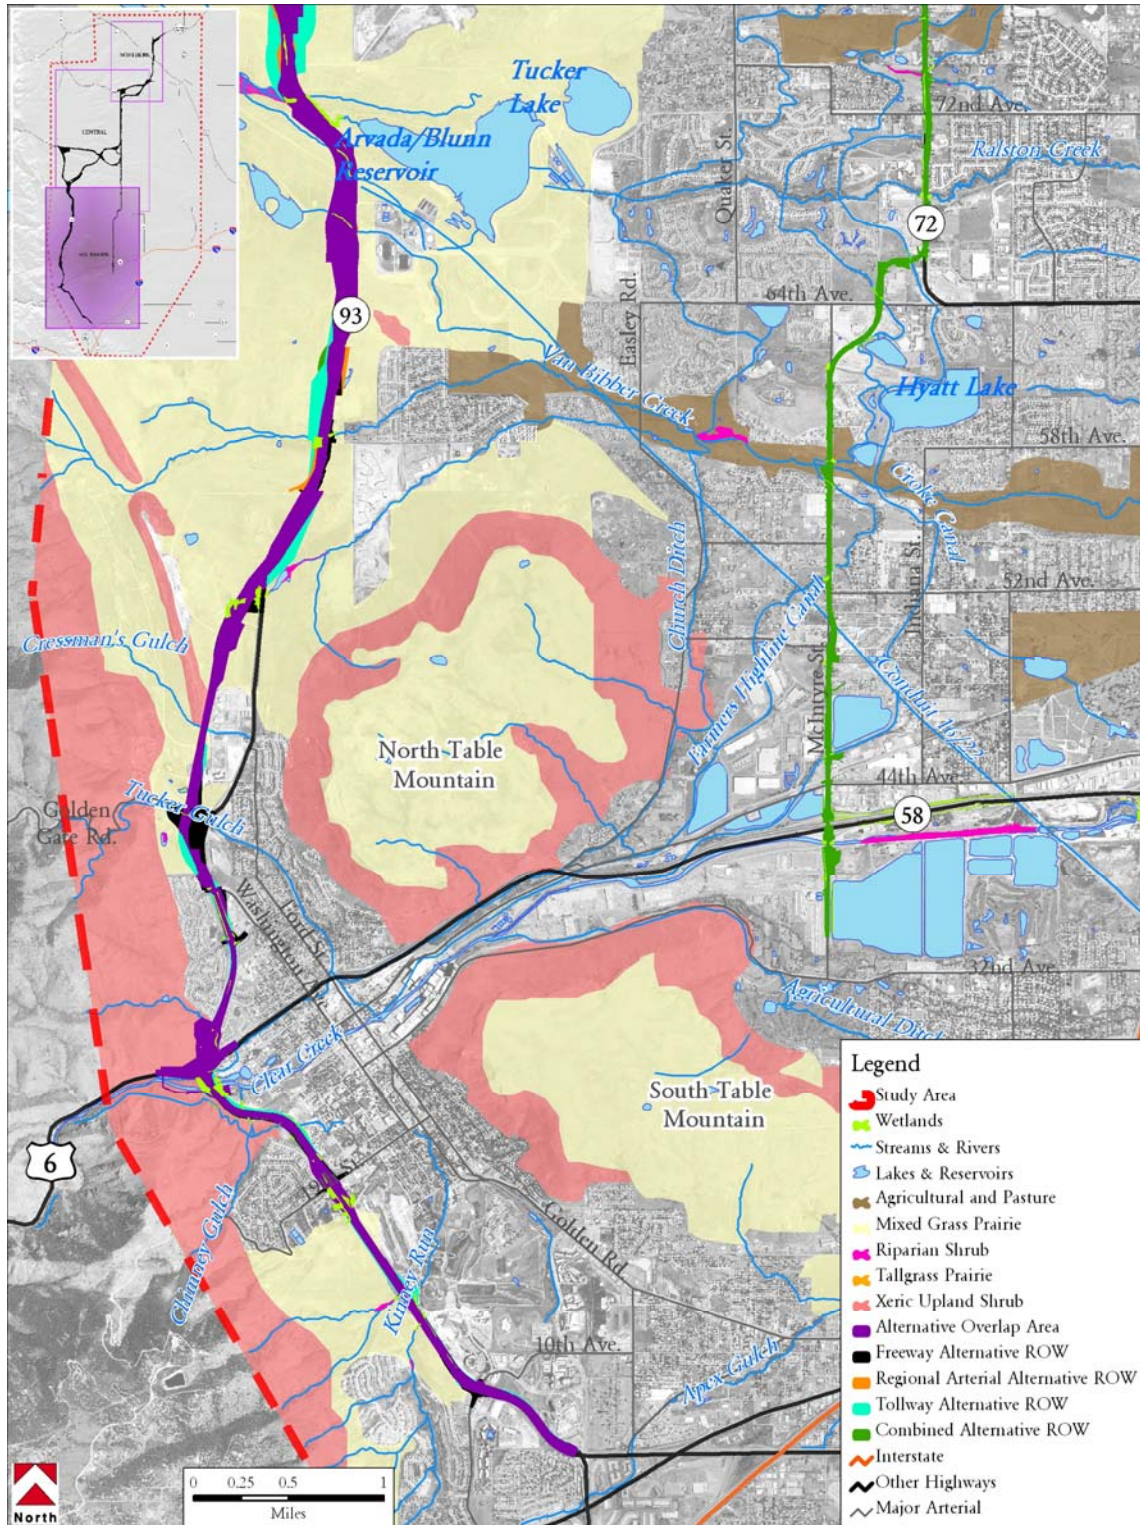 NORTHERN
CENTRAL
SOUTHERN
Tucker
Lake
Arvada/Blunn
Reservoir
Quaker St.
72nd Ave.
Ralston Creek
72
64th Ave.
93
Easley Rd.
Van Bibber Creek
Hyatt Lake
58th Ave.
Croke Canal
Church Ditch
Indiana St.
52nd Ave.
Farmers Highline Canal
Cressman's Gulch
McIntyre St.
Conduit 16/22
North Table
Mountain
44th Ave.
Golden
Gate Rd.
Tucker Gulch
58
Washington
Ford St.
32nd Ave.
Agricultural Ditch
Clear Creek
South Table
Mountain
6
Chimney Gulch
Kinney Run
Golden Rd
10th Ave.
Apex Gulch
Legend
Study Area
Wetlands
Streams & Rivers
Lakes & Reservoirs
Agricultural and Pasture
Mixed Grass Prairie
Riparian Shrub
Tallgrass Prairie
Xeric Upland Shrub
Alternative Overlap Area
Freeway Alternative ROW
Regional Arterial Alternative ROW
Tollway Alternative ROW
Combined Alternative ROW
Interstate
Other Highways
Major Arterial
0 0.25 0.5 1
Miles
North